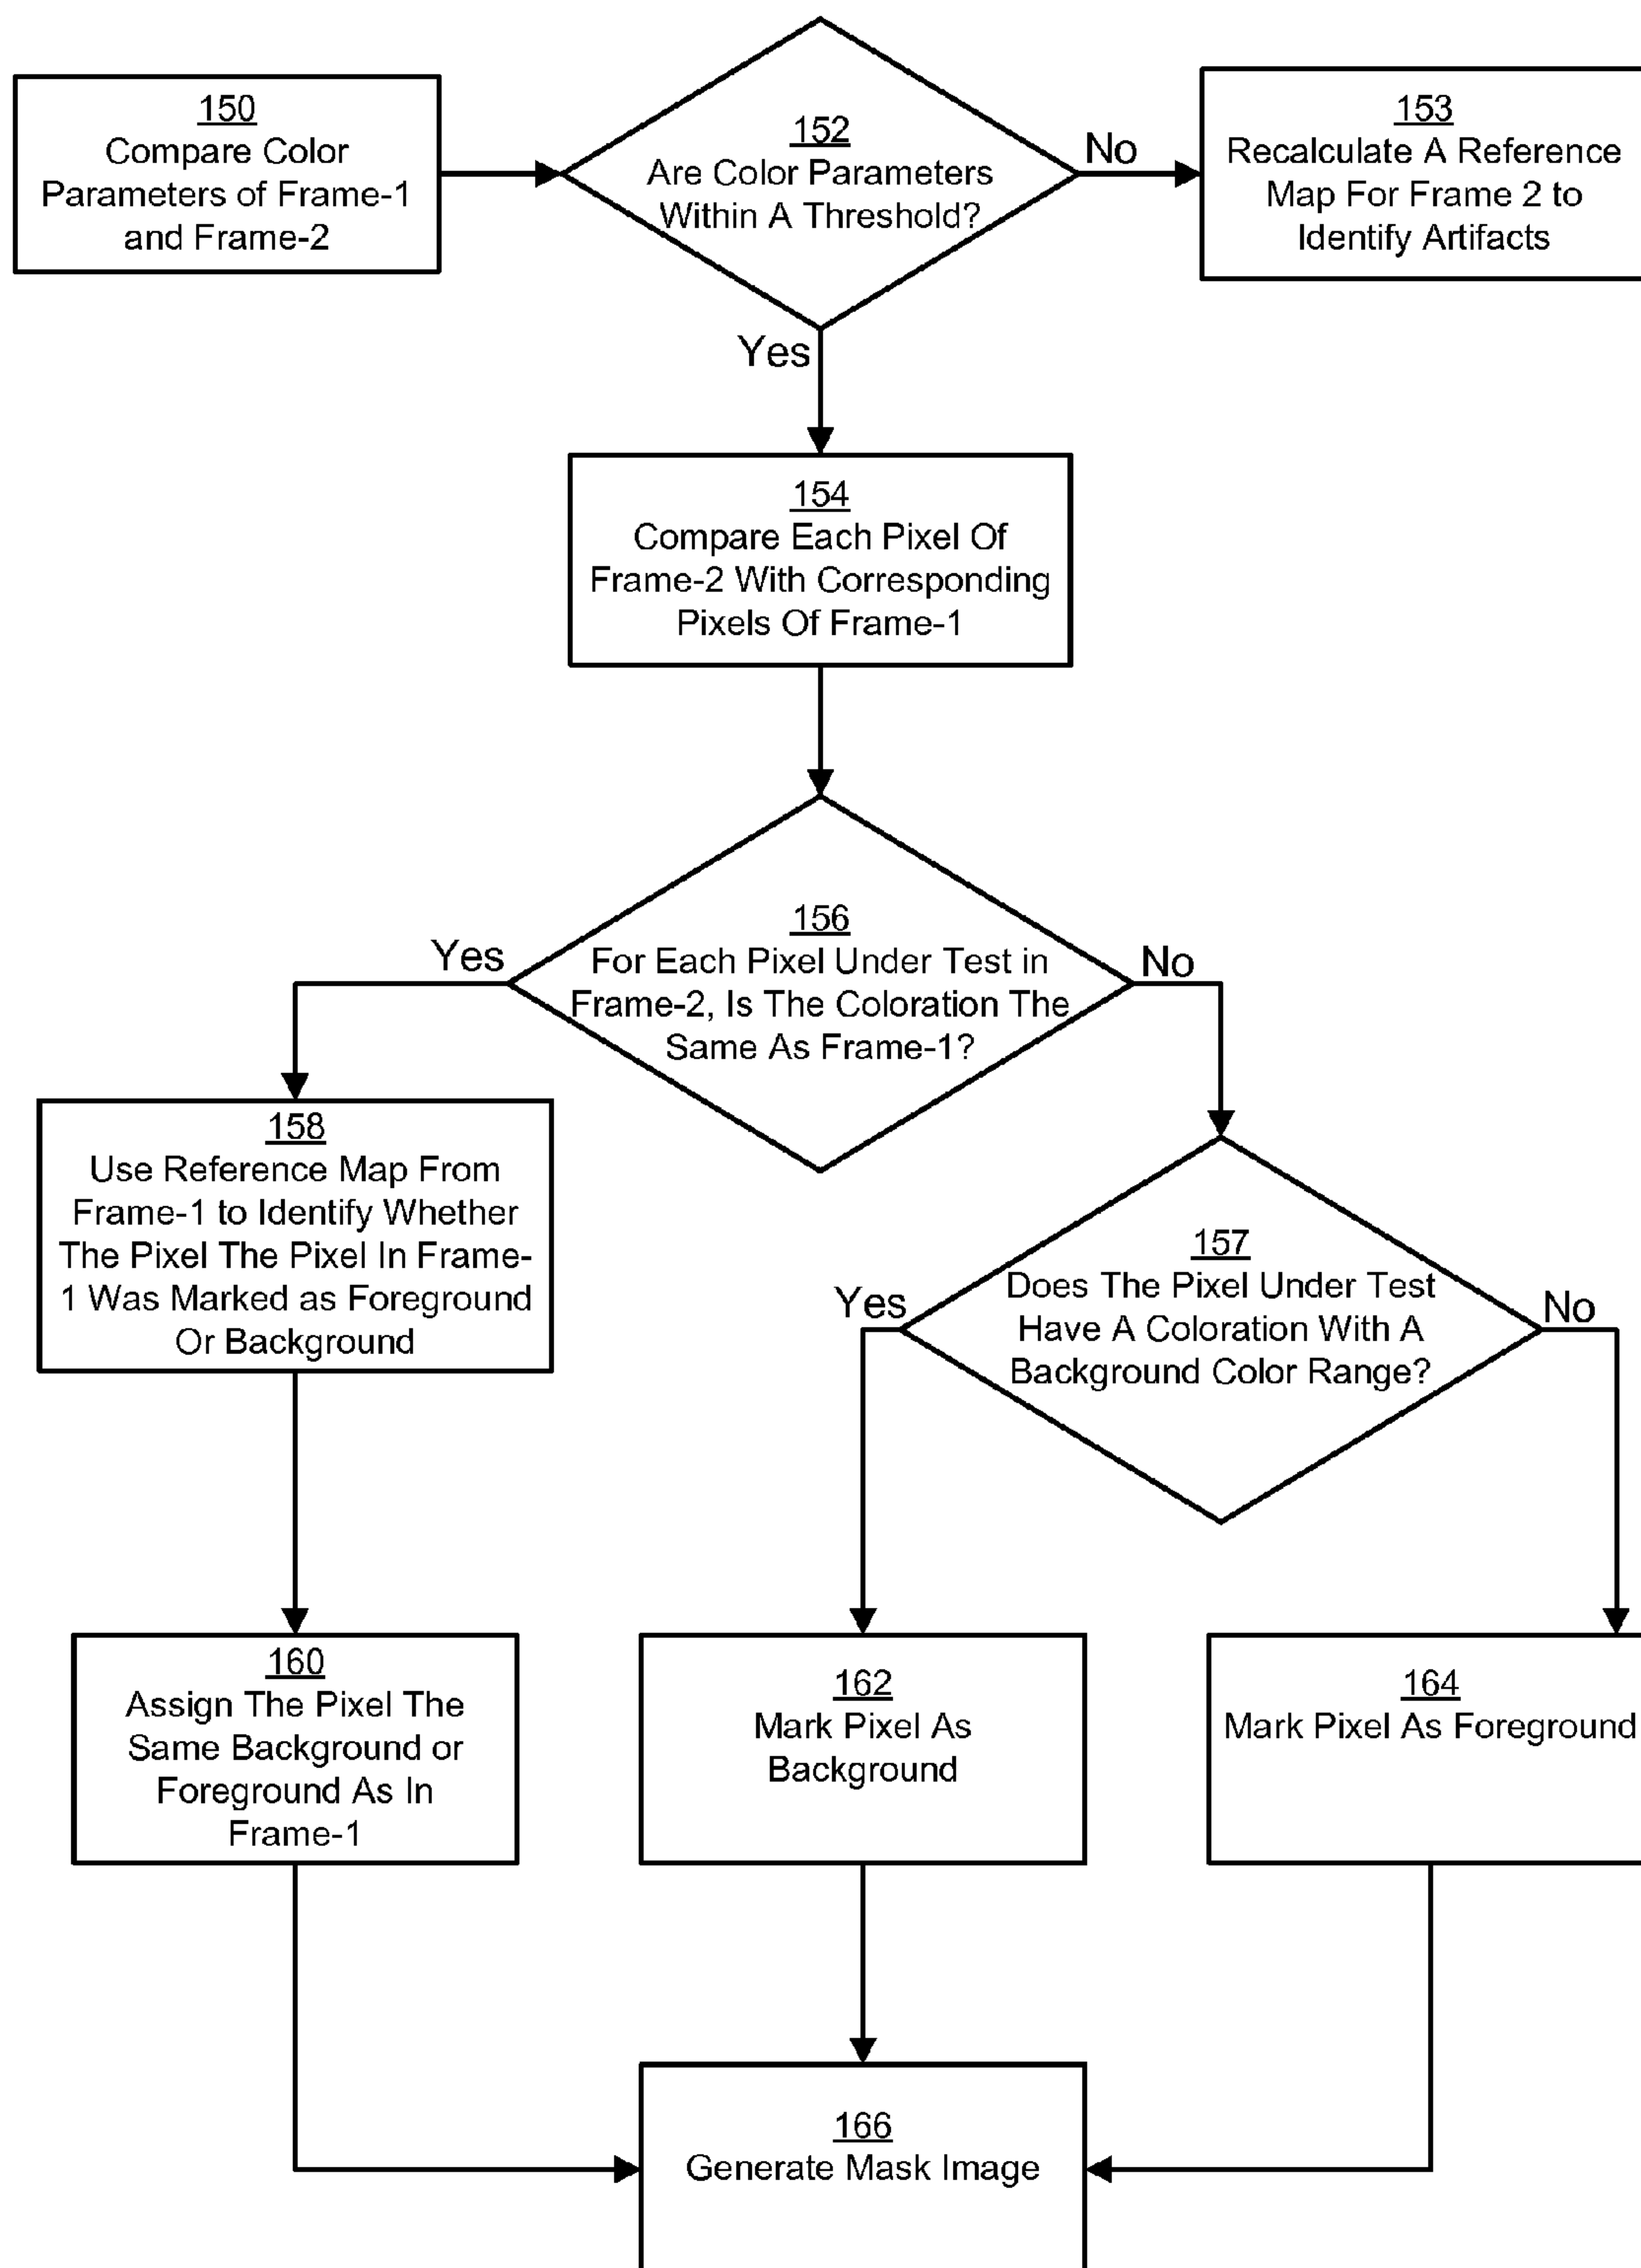 150
Compare Color
Parameters of Frame-1
and Frame-2
152
Are Color Parameters
Within A Threshold?
No
153
Recalculate A Reference
Map For Frame 2 to
Identify Artifacts
Yes
154
Compare Each Pixel Of
Frame-2 With Corresponding
Pixels Of Frame-1
156
For Each Pixel Under Test in
Frame-2, Is The Coloration The
Same As Frame-1?
Yes
No
158
Use Reference Map From
Frame-1 to Identify Whether
The Pixel The Pixel In Frame-
1 Was Marked as Foreground
Or Background
157
Does The Pixel Under Test
Have A Coloration With A
Background Color Range?
Yes
No
160
Assign The Pixel The
Same Background or
Foreground As In
Frame-1
162
Mark Pixel As
Background
164
Mark Pixel As Foreground
166
Generate Mask Image